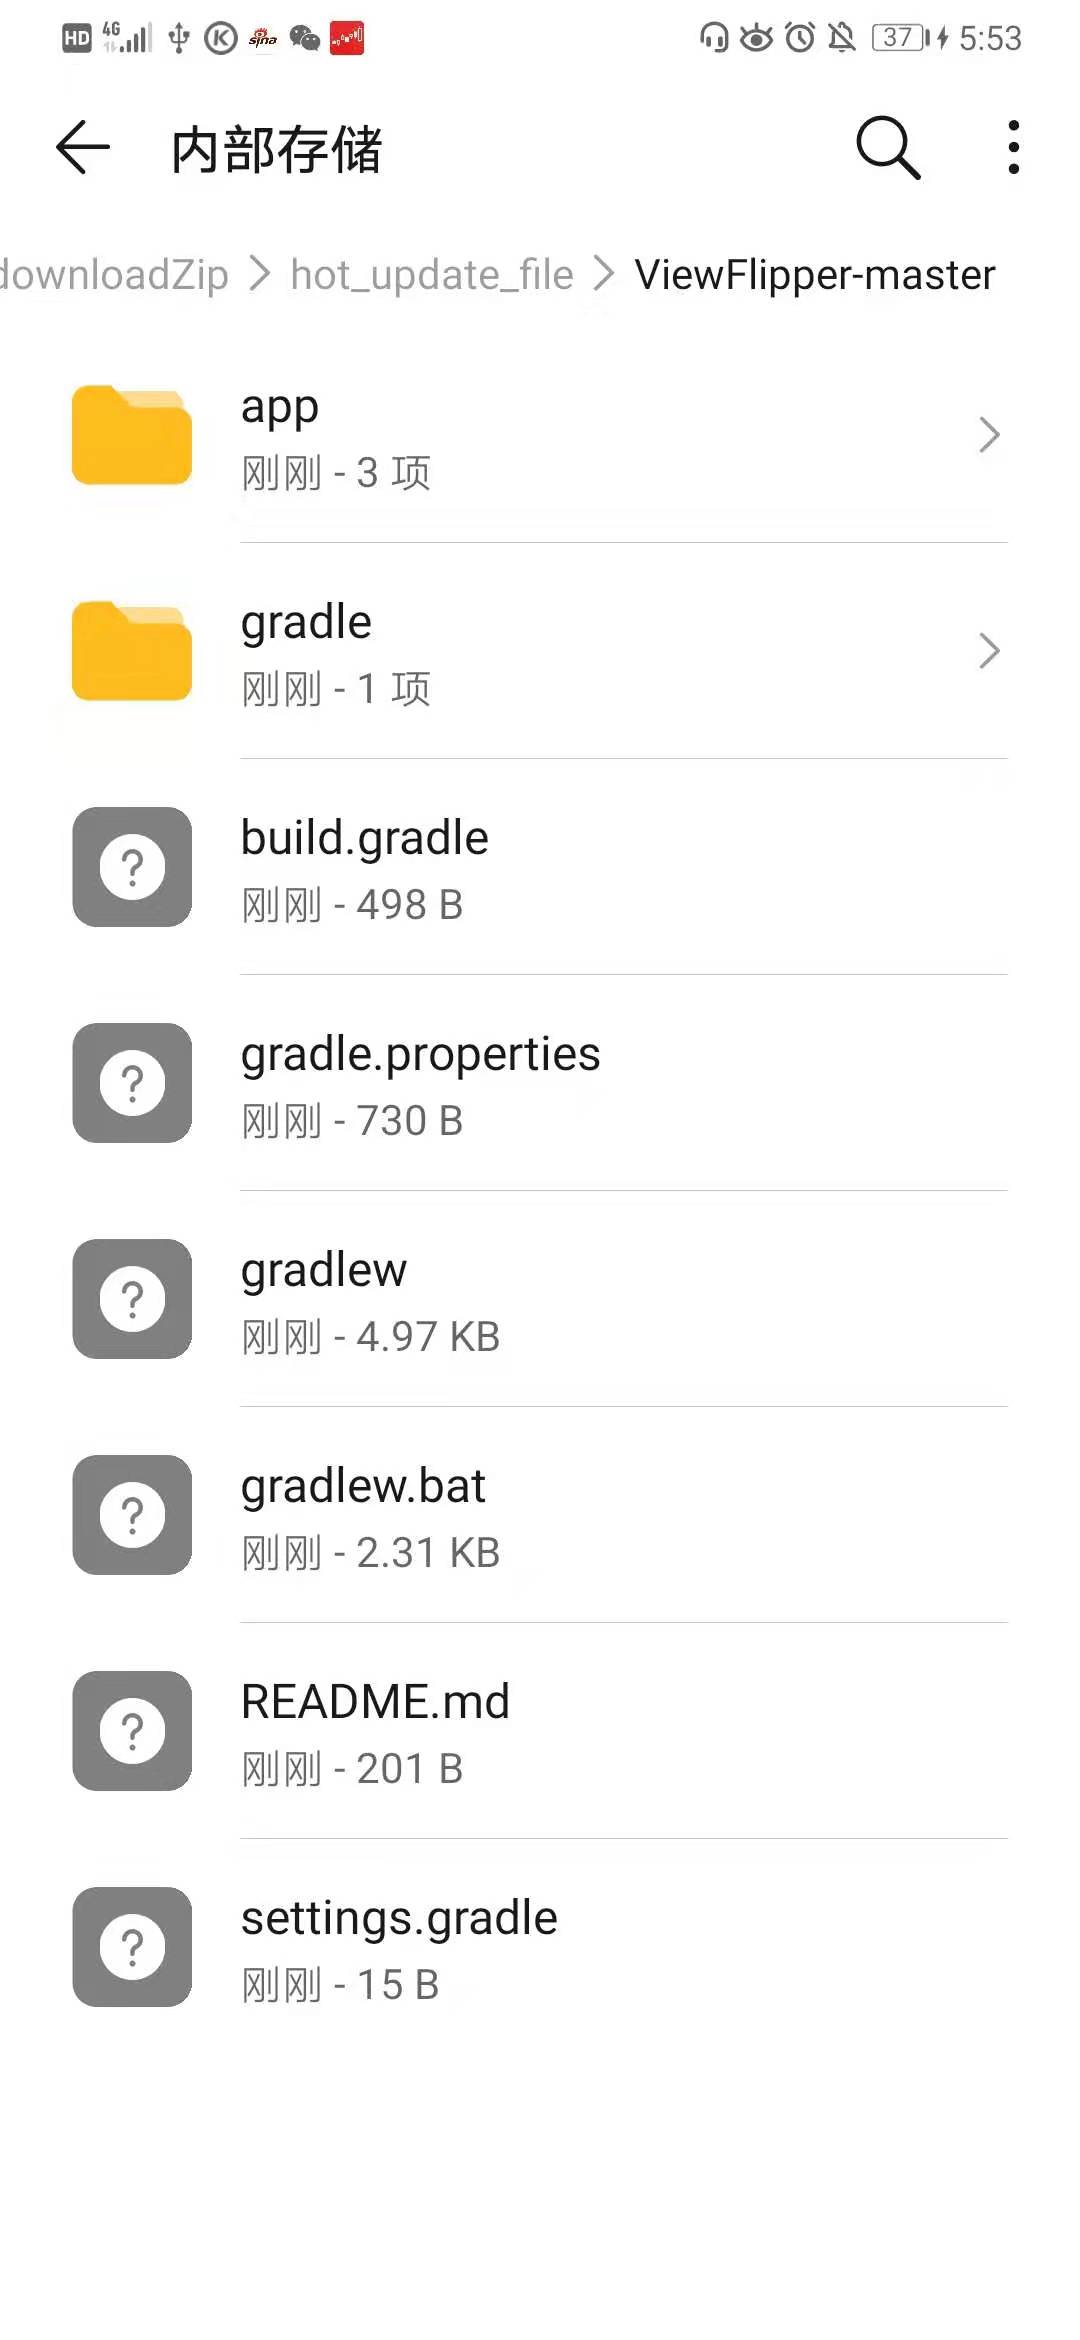 HD 4G K sina 37 5:53
内部存储
downloadZip > hot_update_file > ViewFlipper-master
app
刚刚 - 3 项
gradle
刚刚 - 1 项
? build.gradle
刚刚 - 498 B
? gradle.properties
刚刚 - 730 B
? gradlew
刚刚 - 4.97 KB
? gradlew.bat
刚刚 - 2.31 KB
? README.md
刚刚 - 201 B
? settings.gradle
刚刚 - 15 B